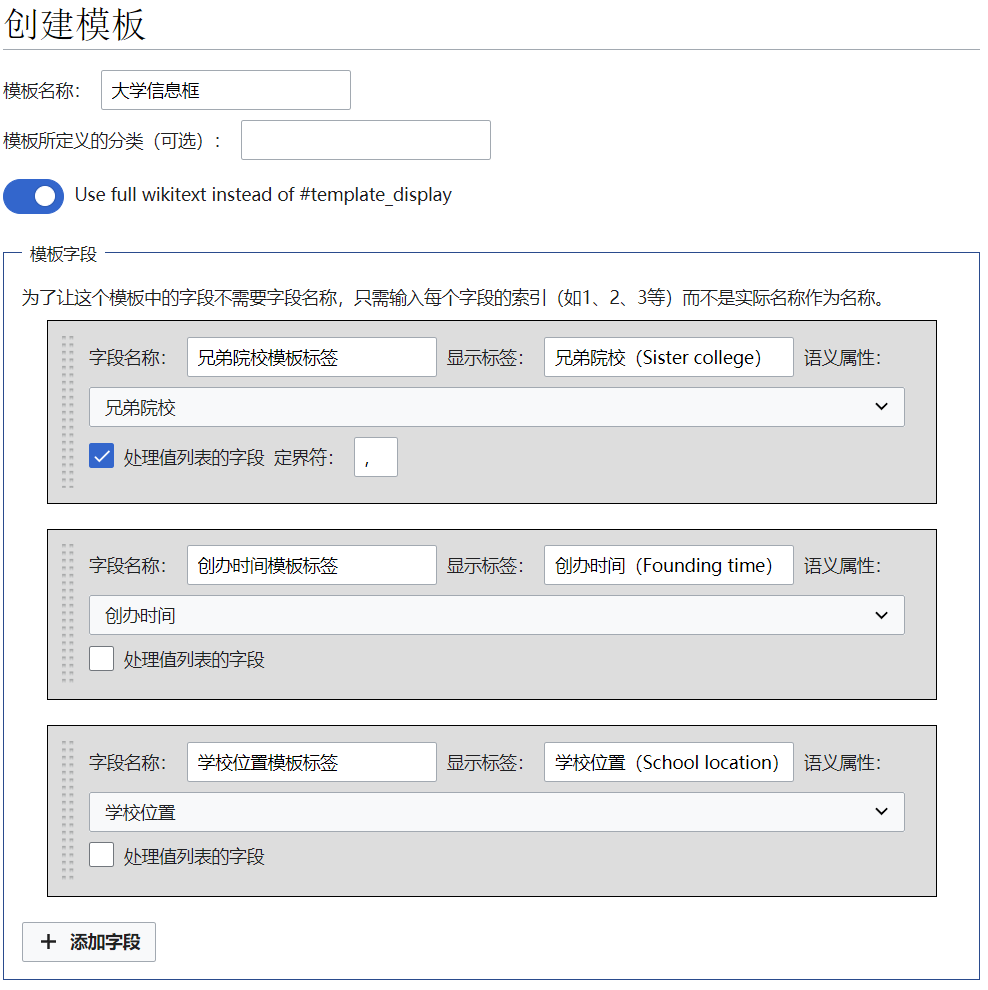 创建模板
模板名称： 大学信息框
模板所定义的分类（可选）：
Use full wikitext instead of #template_display
模板字段
为了让这个模板中的字段不需要字段名称，只需输入每个字段的索引（如1、2、3等）而不是实际名称作为名称。
字段名称： 兄弟院校模板标签 显示标签： 兄弟院校（Sister college） 语义属性：
兄弟院校
处理值列表的字段 定界符： ,
字段名称： 创办时间模板标签 显示标签： 创办时间（Founding time） 语义属性：
创办时间
处理值列表的字段
字段名称： 学校位置模板标签 显示标签： 学校位置（School location） 语义属性：
学校位置
处理值列表的字段
+ 添加字段